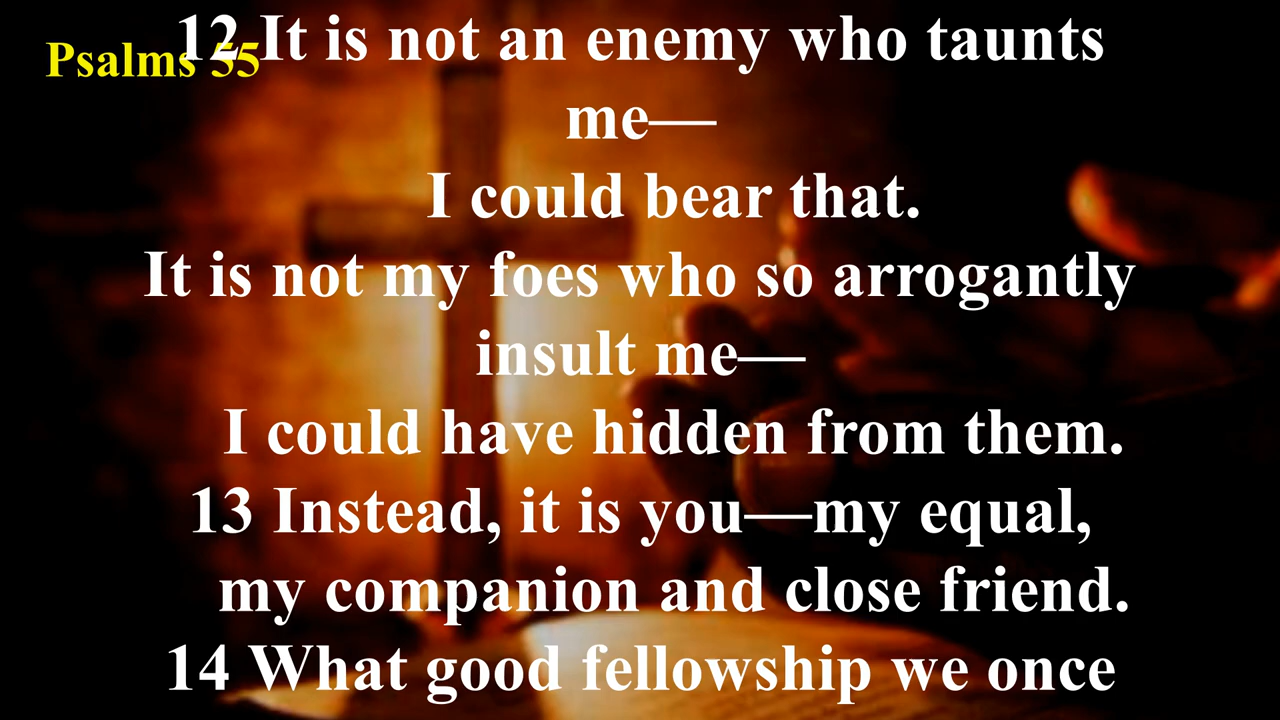 Psalms 55
12 It is not an enemy who taunts
me—
I could bear that.
It is not my foes who so arrogantly
insult me—
I could have hidden from them.
13 Instead, it is you—my equal,
my companion and close friend.
14 What good fellowship we once